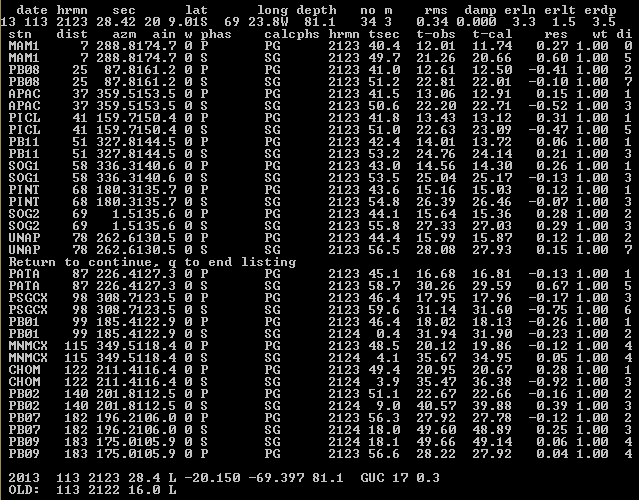 date hrmn sec lat long depth no m rms damp erln erlt erdp
13 113 2123 28.42 20 9.01S 69 23.8W 81.1 34 3 0.34 0.000 3.3 1.5 3.5
stn dist azm ain w phas calcphs hrmn tsec t-obs t-cal res wt di
MAM1 7 288.8174.7 0 P PG 2123 40.4 12.01 11.74 0.27 1.00 0
MAM1 7 288.8174.7 0 S SG 2123 49.7 21.26 20.66 0.60 1.00 5
PB08 25 87.8161.2 0 P PG 2123 41.0 12.61 12.50 -0.41 1.00 2
PB08 25 87.8161.2 0 S SG 2123 51.2 22.81 22.01 -0.10 1.00 7
APAC 37 359.5153.5 0 P PG 2123 41.5 13.06 12.91 0.15 1.00 1
APAC 37 359.5153.5 0 S SG 2123 50.6 22.20 22.71 -0.52 1.00 3
PICL 41 159.7150.4 0 P PG 2123 41.8 13.43 13.12 0.31 1.00 1
PICL 41 159.7150.4 0 S SG 2123 51.0 22.63 23.09 -0.47 1.00 5
PB11 51 327.8144.5 0 P PG 2123 42.4 14.01 13.72 0.06 1.00 1
PB11 51 327.8144.5 0 S SG 2123 53.2 24.76 24.14 0.21 1.00 3
SOG1 58 336.3140.6 0 P PG 2123 43.0 14.56 14.30 0.26 1.00 1
SOG1 58 336.3140.6 0 S SG 2123 53.5 25.04 25.17 -0.13 1.00 3
PINT 68 180.3135.7 0 P PG 2123 43.6 15.16 15.03 0.12 1.00 1
PINT 68 180.3135.7 0 S SG 2123 54.8 26.39 26.46 -0.07 1.00 3
SOG2 69 1.5135.6 0 P PG 2123 44.1 15.64 15.36 0.28 1.00 2
SOG2 69 1.5135.6 0 S SG 2123 55.8 27.33 27.03 0.29 1.00 3
UNAP 78 262.6130.5 0 P PG 2123 44.4 15.99 15.87 0.12 1.00 2
UNAP 78 262.6130.5 0 S SG 2123 56.5 28.08 27.93 0.15 1.00 7
Return to continue, q to end listing
PATA 87 226.4127.3 0 P PG 2123 45.1 16.68 16.81 -0.13 1.00 1
PATA 87 226.4127.3 0 S SG 2123 58.7 30.26 29.59 0.67 1.00 5
PSGCX 98 308.7123.5 0 P PG 2123 46.4 17.95 17.96 -0.17 1.00 3
PSGCX 98 308.7123.5 0 S SG 2123 59.6 31.14 31.60 -0.75 1.00 6
PB01 99 185.4122.9 0 P PG 2123 46.4 18.02 18.13 -0.26 1.00 1
PB01 99 185.4122.9 0 S SG 2124 0.4 31.94 31.90 -0.23 1.00 2
MNMCX 115 349.5118.4 0 P PG 2123 48.5 20.12 19.86 -0.12 1.00 4
MNMCX 115 349.5118.4 0 S SG 2124 4.1 35.67 34.95 0.05 1.00 4
CHOM 122 211.4116.4 0 P PG 2123 49.4 20.95 20.67 0.28 1.00 1
CHOM 122 211.4116.4 0 S SG 2124 3.9 35.47 36.38 -0.92 1.00 3
PB02 140 201.8112.5 0 P PG 2123 51.1 22.67 22.66 -0.16 1.00 2
PB02 140 201.8112.5 0 S SG 2124 9.0 40.57 39.88 0.39 1.00 3
PB07 182 196.2106.0 0 P PG 2123 56.3 27.92 27.78 -0.12 1.00 2
PB07 182 196.2106.0 0 S SG 2124 18.0 49.60 48.89 0.25 1.00 3
PB09 183 175.0105.9 0 S SG 2124 18.1 49.66 49.14 0.06 1.00 4
PB09 183 175.0105.9 0 P PG 2123 56.6 28.22 27.92 0.04 1.00 4
2013 113 2123 28.4 L -20.150 -69.397 81.1 GUC 17 0.3
OLD: 113 2122 16.0 L